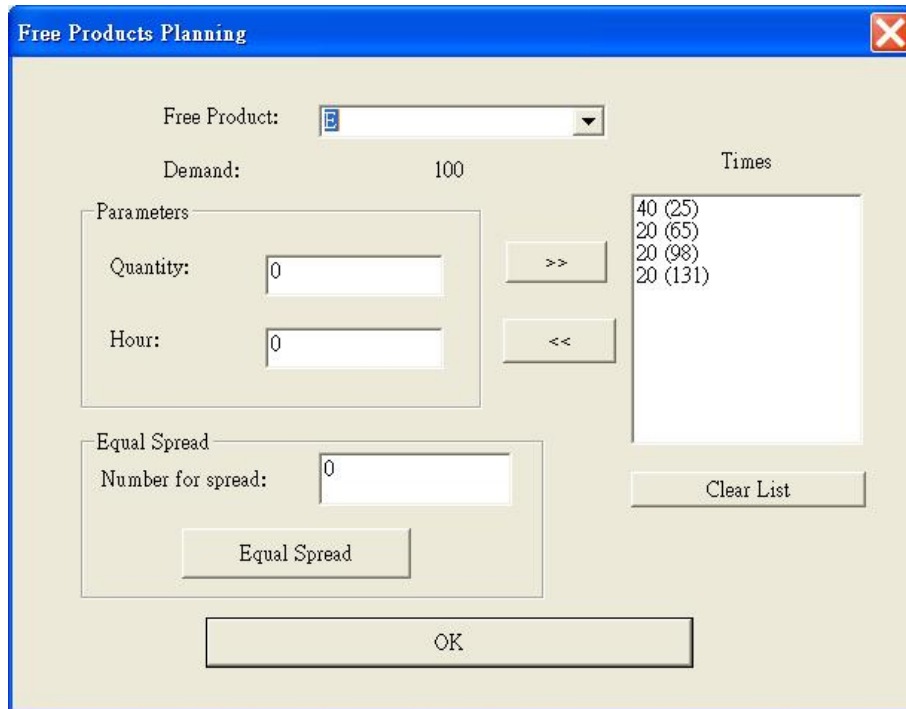 Free Products Planning
Free Product: E
Demand: 100
Times
Parameters
Quantity: 0
Hour: 0
>>
<<
40 (25)
20 (65)
20 (98)
20 (131)
Equal Spread
Number for spread: 0
Equal Spread
Clear List
OK